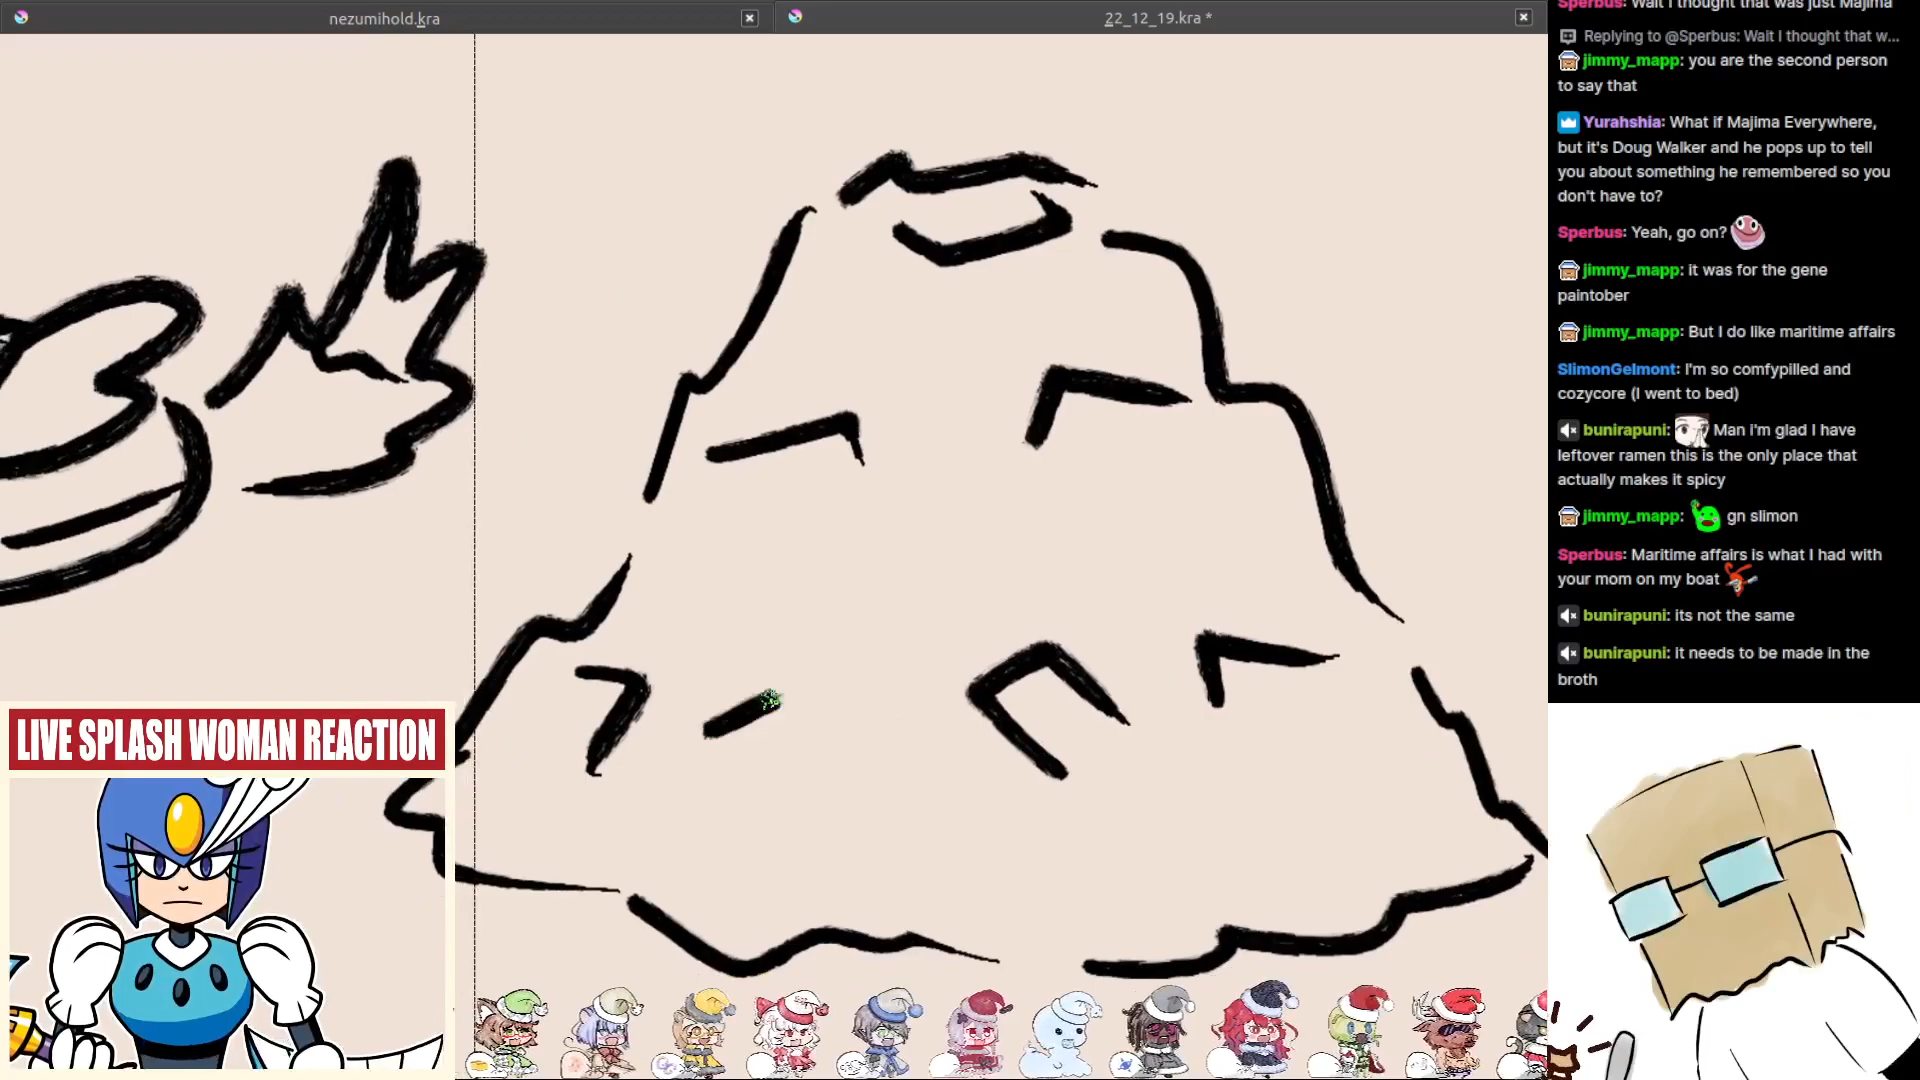 nezumihold.kra
22_12_19.kra *
Sperbus: Wait I thought that was just Majima
Replying to @Sperbus: Wait I thought that w...
jimmy_mapp: you are the second person
to say that
Yurahshia: What if Majima Everywhere,
but it's Doug Walker and he pops up to tell
you about something he remembered so you
don't have to?
Sperbus: Yeah, go on?
jimmy_mapp: it was for the gene
paintober
jimmy_mapp: But I do like maritime affairs
SlimonGelmont: I'm so comfypilled and
cozycore (I went to bed)
bunirapuni: Man i'm glad I have
leftover ramen this is the only place that
actually makes it spicy
jimmy_mapp: gn slimon
Sperbus: Maritime affairs is what I had with
your mom on my boat
bunirapuni: its not the same
bunirapuni: it needs to be made in the
broth
LIVE SPLASH WOMAN REACTION